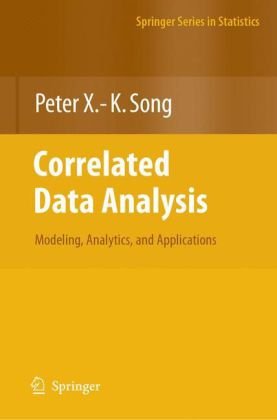 Springer Series in Statistics
Peter X.-K. Song
Correlated
Data Analysis
Modeling, Analytics, and Applications
Springer